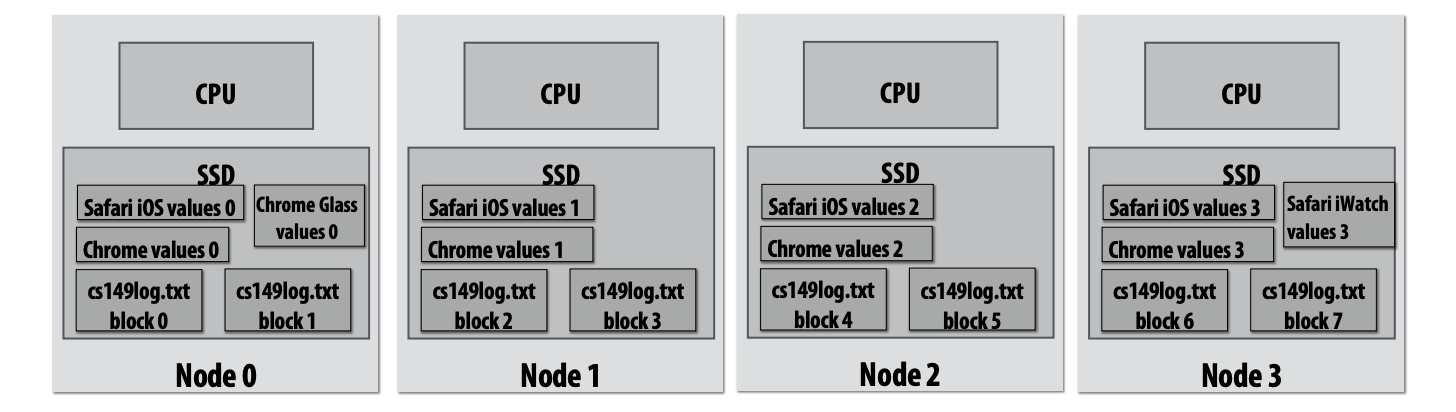 CPU
SSD
Safari iOS values 0
Chrome Glass
values 0
Chrome values 0
cs149log.txt
block 0
cs149log.txt
block 1
Node 0
CPU
SSD
Safari iOS values 1
Chrome values 1
cs149log.txt
block 2
cs149log.txt
block 3
Node 1
CPU
SSD
Safari iOS values 2
Chrome values 2
cs149log.txt
block 4
cs149log.txt
block 5
Node 2
CPU
SSD
Safari iOS values 3
Safari iWatch
values 3
Chrome values 3
cs149log.txt
block 6
cs149log.txt
block 7
Node 3